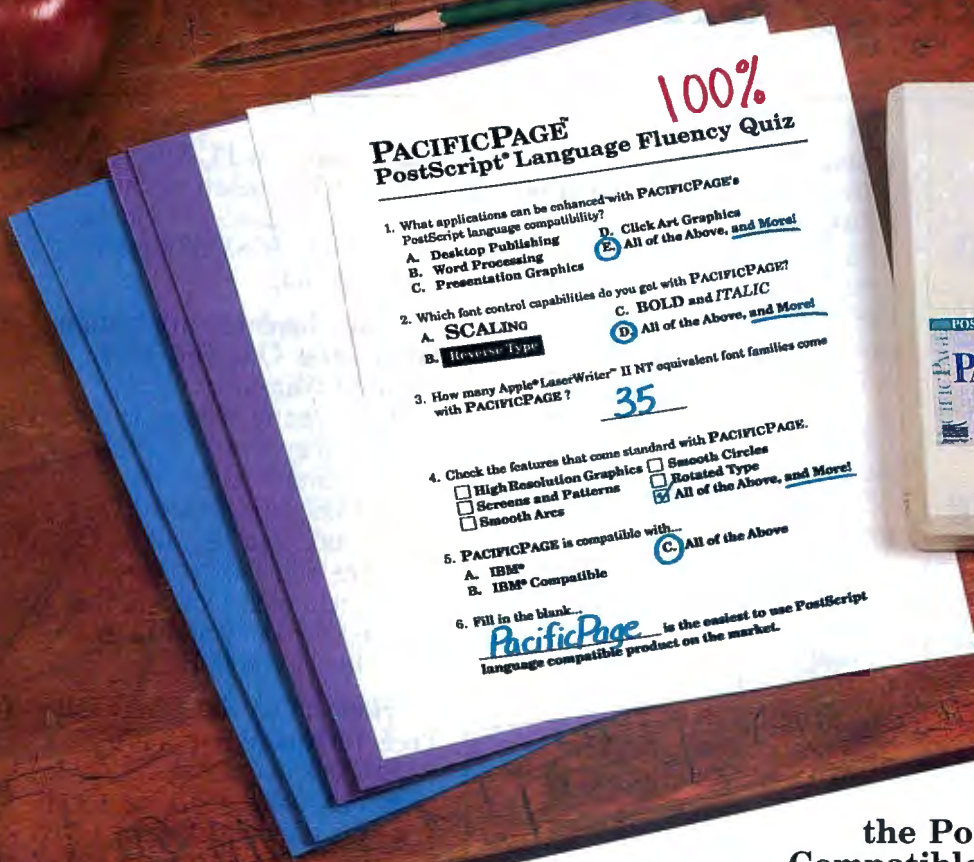 100%
PACIFICPAGE™
PostScript® Language Fluency Quiz
1. What applications can be enhanced with PACIFICPAGE's
PostScript language compatibility?
A. Desktop Publishing
B. Word Processing
C. Presentation Graphics
D. Click Art Graphics
E. All of the Above, and More!
2. Which font control capabilities do you get with PACIFICPAGE?
A. SCALING
B. Reverse Type
C. BOLD and ITALIC
D. All of the Above, and More!
3. How many Apple® LaserWriter™ II NT equivalent font families come
with PACIFICPAGE ? 35
4. Check the features that come standard with PACIFICPAGE.
High Resolution Graphics
Screens and Patterns
Smooth Arcs
Smooth Circles
Rotated Type
All of the Above, and More!
5. PACIFICPAGE is compatible with...
A. IBM®
B. IBM® Compatible
C. All of the Above
6. Fill in the blank...
PacificPage is the easiest to use PostScript
language compatible product on the market.
POS
PA
the Po
Compatible